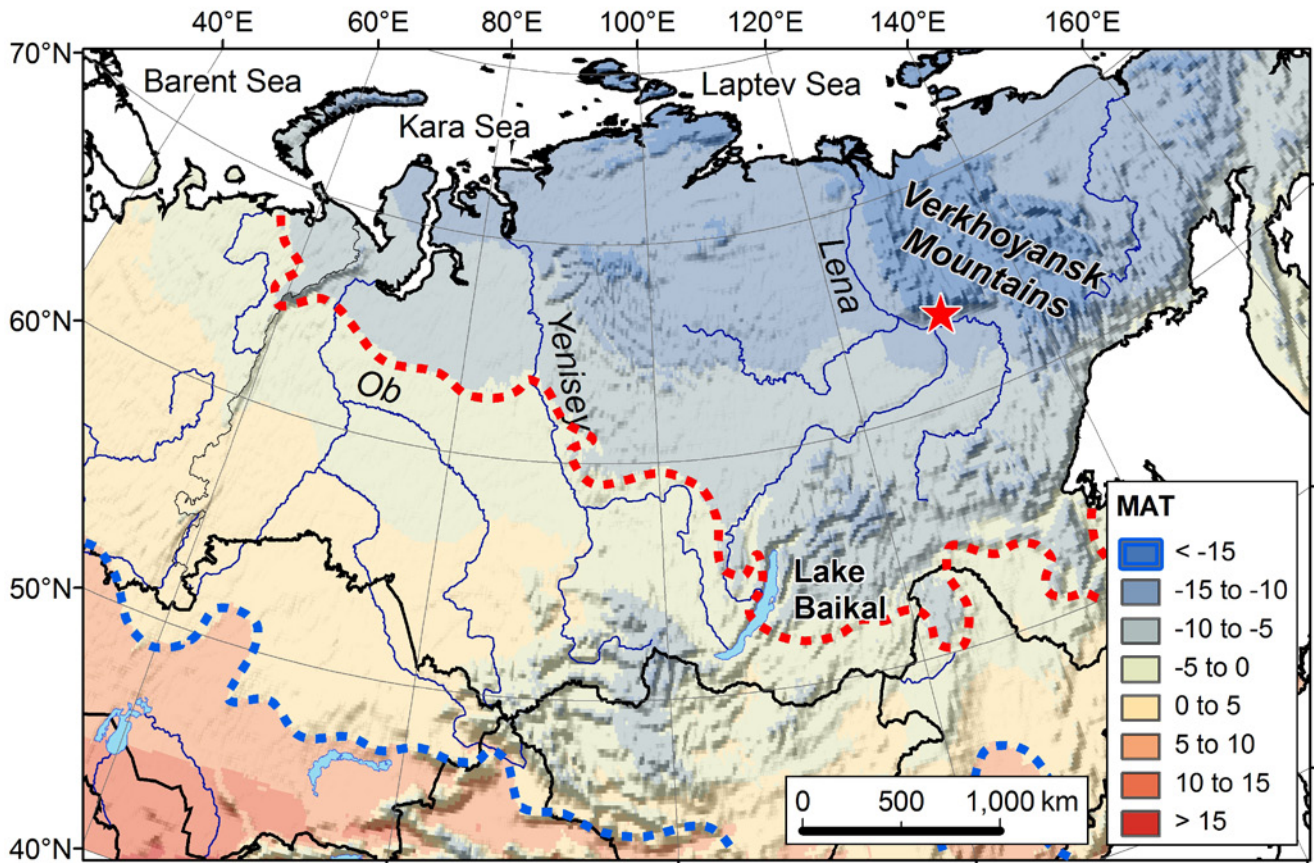 40°E 60°E 80°E 100°E 120°E 140°E 160°E
70°N
Barent Sea
Laptev Sea
Kara Sea
Verkhoyansk
Mountains
Lena
60°N
Yenisey
Ob
MAT
< -15
-15 to -10
-10 to -5
-5 to 0
0 to 5
5 to 10
10 to 15
> 15
Lake
Baikal
50°N
0 500 1,000 km
40°N